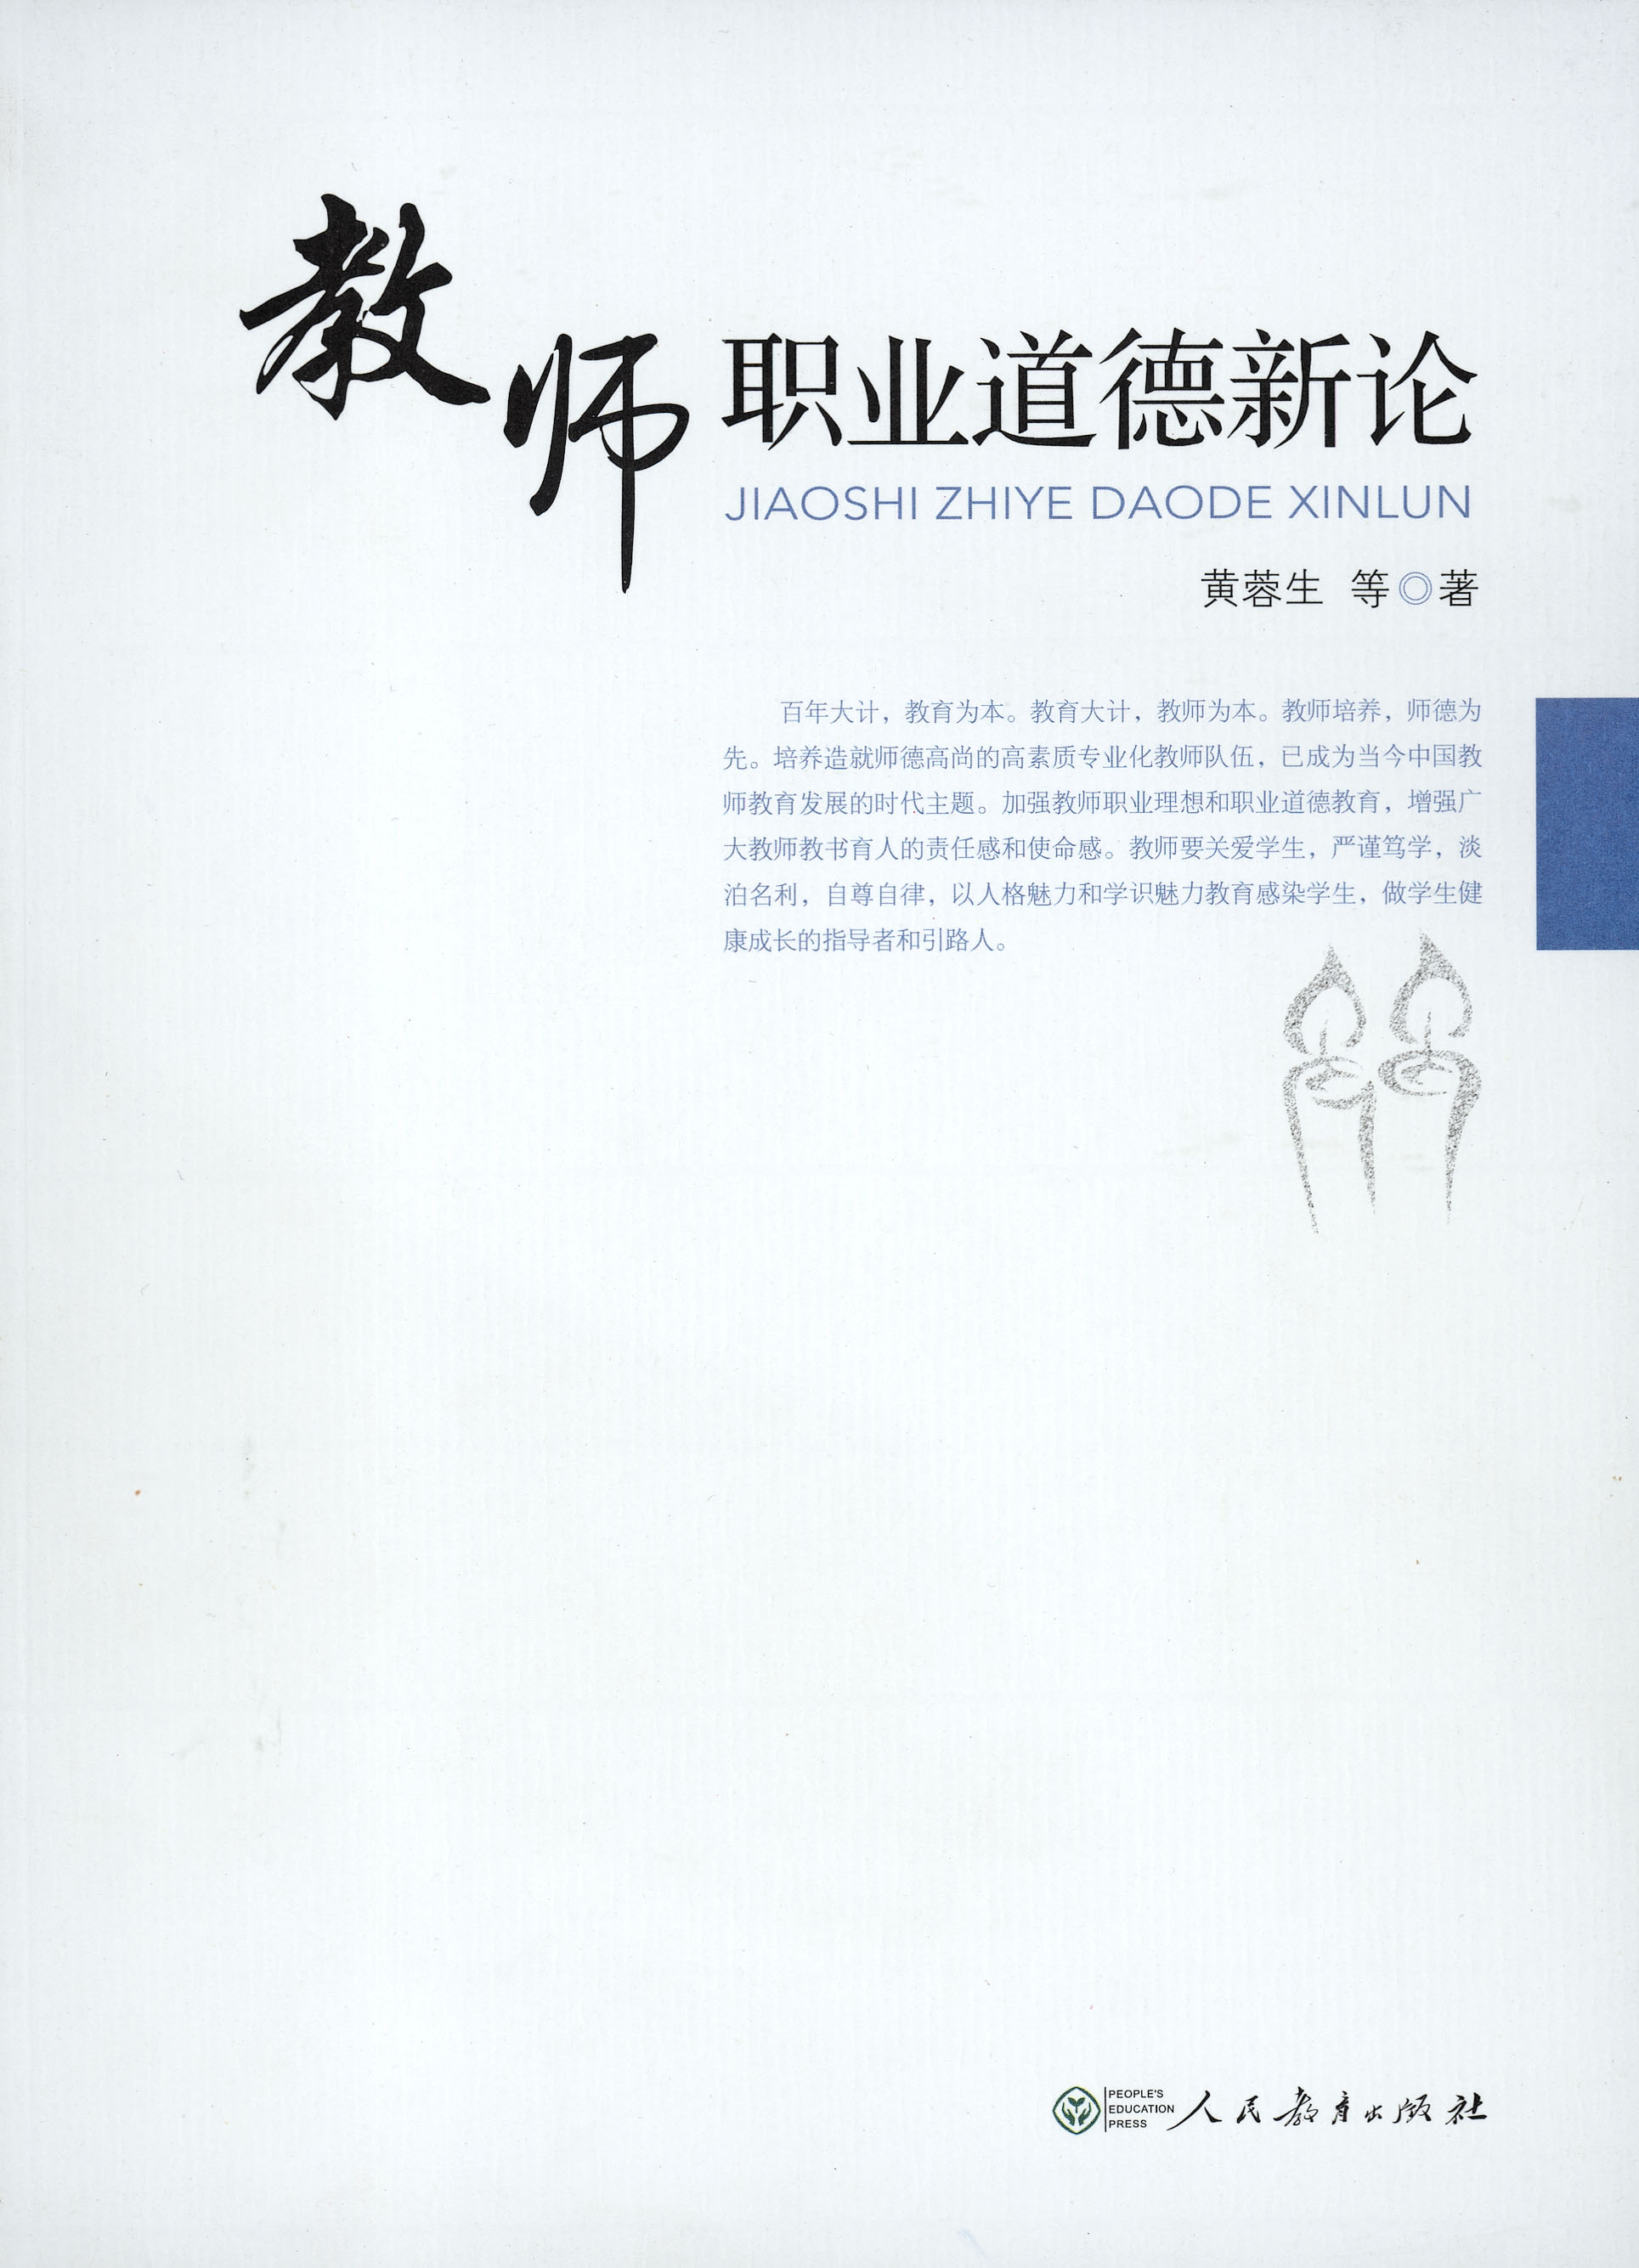 教师职业道德新论
JIAOSHI ZHIYE DAODE XINLUN
黄蓉生 等◎著
百年大计，教育为本。教育大计，教师为本。教师培养，师德为
先。培养造就师德高尚的高素质专业化教师队伍，已成为当今中国教
师教育发展的时代主题。加强教师职业理想和职业道德教育，增强广
大教师教书育人的责任感和使命感。教师要关爱学生，严谨笃学，淡
泊名利，自尊自律，以人格魅力和学识魅力教育感染学生，做学生健
康成长的指导者和引路人。
PEOPLE'S
EDUCATION
PRESS
人民教育出版社